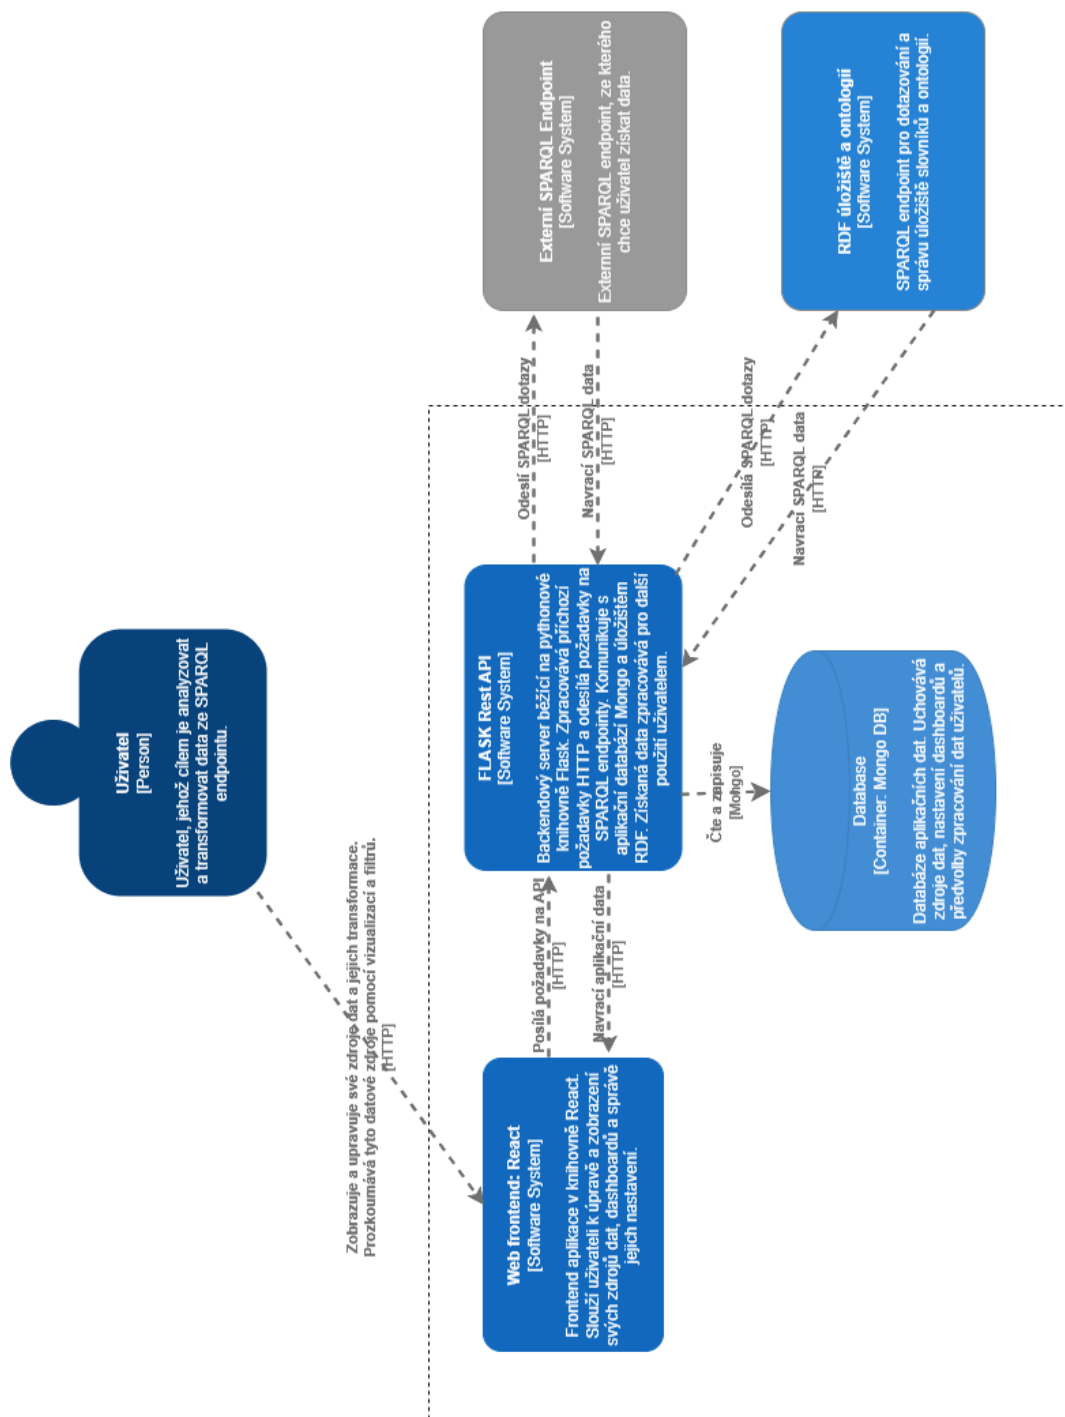 Uživatel
[Person]
Uživatel, jehož cílem je analyzovat
a transformovat data ze SPARQL
endpointu.
Zobrazuje a upravuje své zdroje dat a jejich transformace.
Prozkoumává tyto datové zdroje pomocí vizualizací a filtrů.
[HTTP]
Web frontend: React
[Software System]
Frontend aplikace v knihovně React.
Slouží uživateli k úpravě a zobrazení
svých zdrojů dat, dashboardů a správě
jejich nastavení.
Posílá požadavky na API
[HTTP]
Navrací aplikační data
[HTTP]
FLASK Rest API
[Software System]
Backendový server běžící na pythonové
knihovně Flask. Zpracovává příchozí
požadavky HTTP a odesílá požadavky na
SPARQL endpointy. Komunikuje s
aplikační databází Mongo a úložištěm
RDF. Získaná data zpracovává pro další
použití uživatelem.
Odeslí SPARQL dotazy
[HTTP]
Navrací SPARQL data
[HTTP]
Externí SPARQL Endpoint
[Software System]
Externní SPARQL endpoint, ze kterého
chce uživatel získat data.
Čte a zapisuje
[Mongo]
Database
[Container: Mongo DB]
Databáze aplikačních dat. Uchovává
zdroje dat, nastavení dashboardů a
předvolby zpracování dat uživatelů.
Odesílá SPARQL dotazy
[HTTP]
Navrací SPARQL data
[HTTP]
RDF úložiště a ontologií
[Software System]
SPARQL endpoint pro dotazování a
správu úložiště slovníků a ontologií.